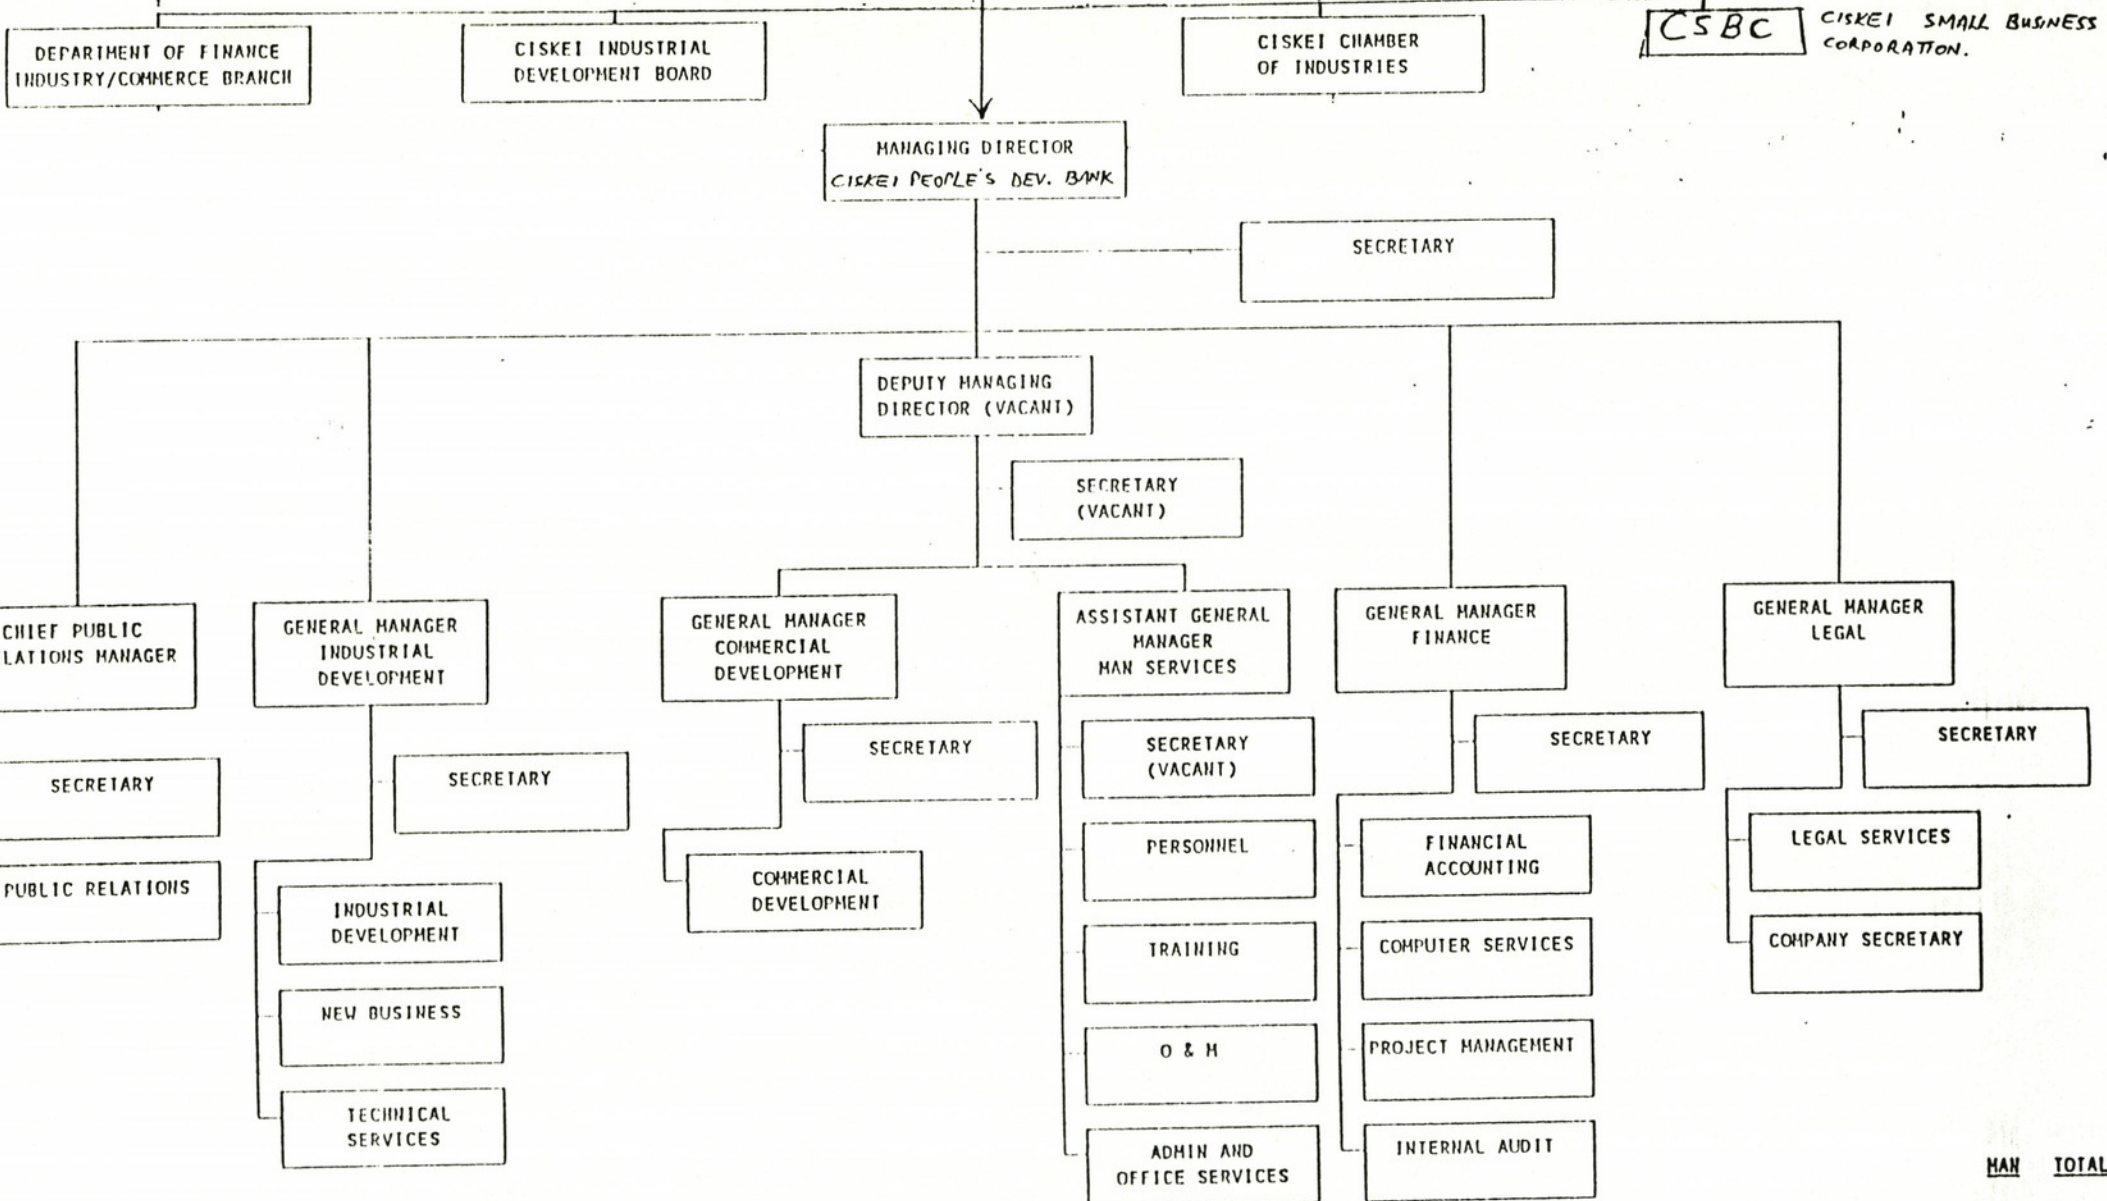 DEPARTMENT OF FINANCE
INDUSTRY/COMMERCE BRANCH
CISKEI INDUSTRIAL
DEVELOPMENT BOARD
CISKEI CHAMBER
OF INDUSTRIES
CSBC
CISKEI SMALL BUSINESS
CORPORATION.
MANAGING DIRECTOR
CISKEI PEOPLE'S DEV. BANK
SECRETARY
DEPUTY MANAGING
DIRECTOR (VACANT)
SECRETARY
(VACANT)
CHIEF PUBLIC
LATIONS MANAGER
SECRETARY
PUBLIC RELATIONS
GENERAL MANAGER
INDUSTRIAL
DEVELOPMENT
SECRETARY
INDUSTRIAL
DEVELOPMENT
NEW BUSINESS
TECHNICAL
SERVICES
GENERAL MANAGER
COMMERCIAL
DEVELOPMENT
SECRETARY
COMMERCIAL
DEVELOPMENT
ASSISTANT GENERAL
MANAGER
MAN SERVICES
SECRETARY
(VACANT)
PERSONNEL
TRAINING
O & M
ADMIN AND
OFFICE SERVICES
GENERAL MANAGER
FINANCE
SECRETARY
FINANCIAL
ACCOUNTING
COMPUTER SERVICES
PROJECT MANAGEMENT
INTERNAL AUDIT
GENERAL MANAGER
LEGAL
SECRETARY
LEGAL SERVICES
COMPANY SECRETARY
MAN TOTAL